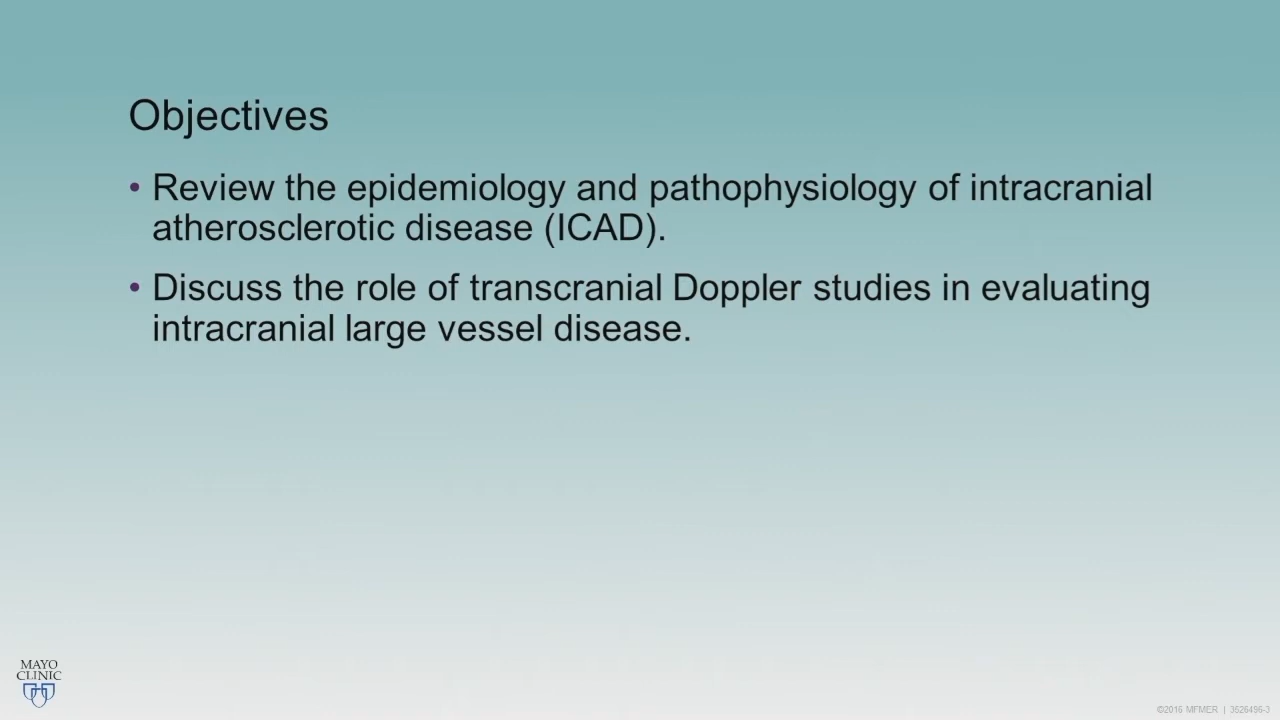 Objectives
• Review the epidemiology and pathophysiology of intracranial
atherosclerotic disease (ICAD).
• Discuss the role of transcranial Doppler studies in evaluating
intracranial large vessel disease.
MAYO
CLINIC
©2016 MFMER | 3526496-3